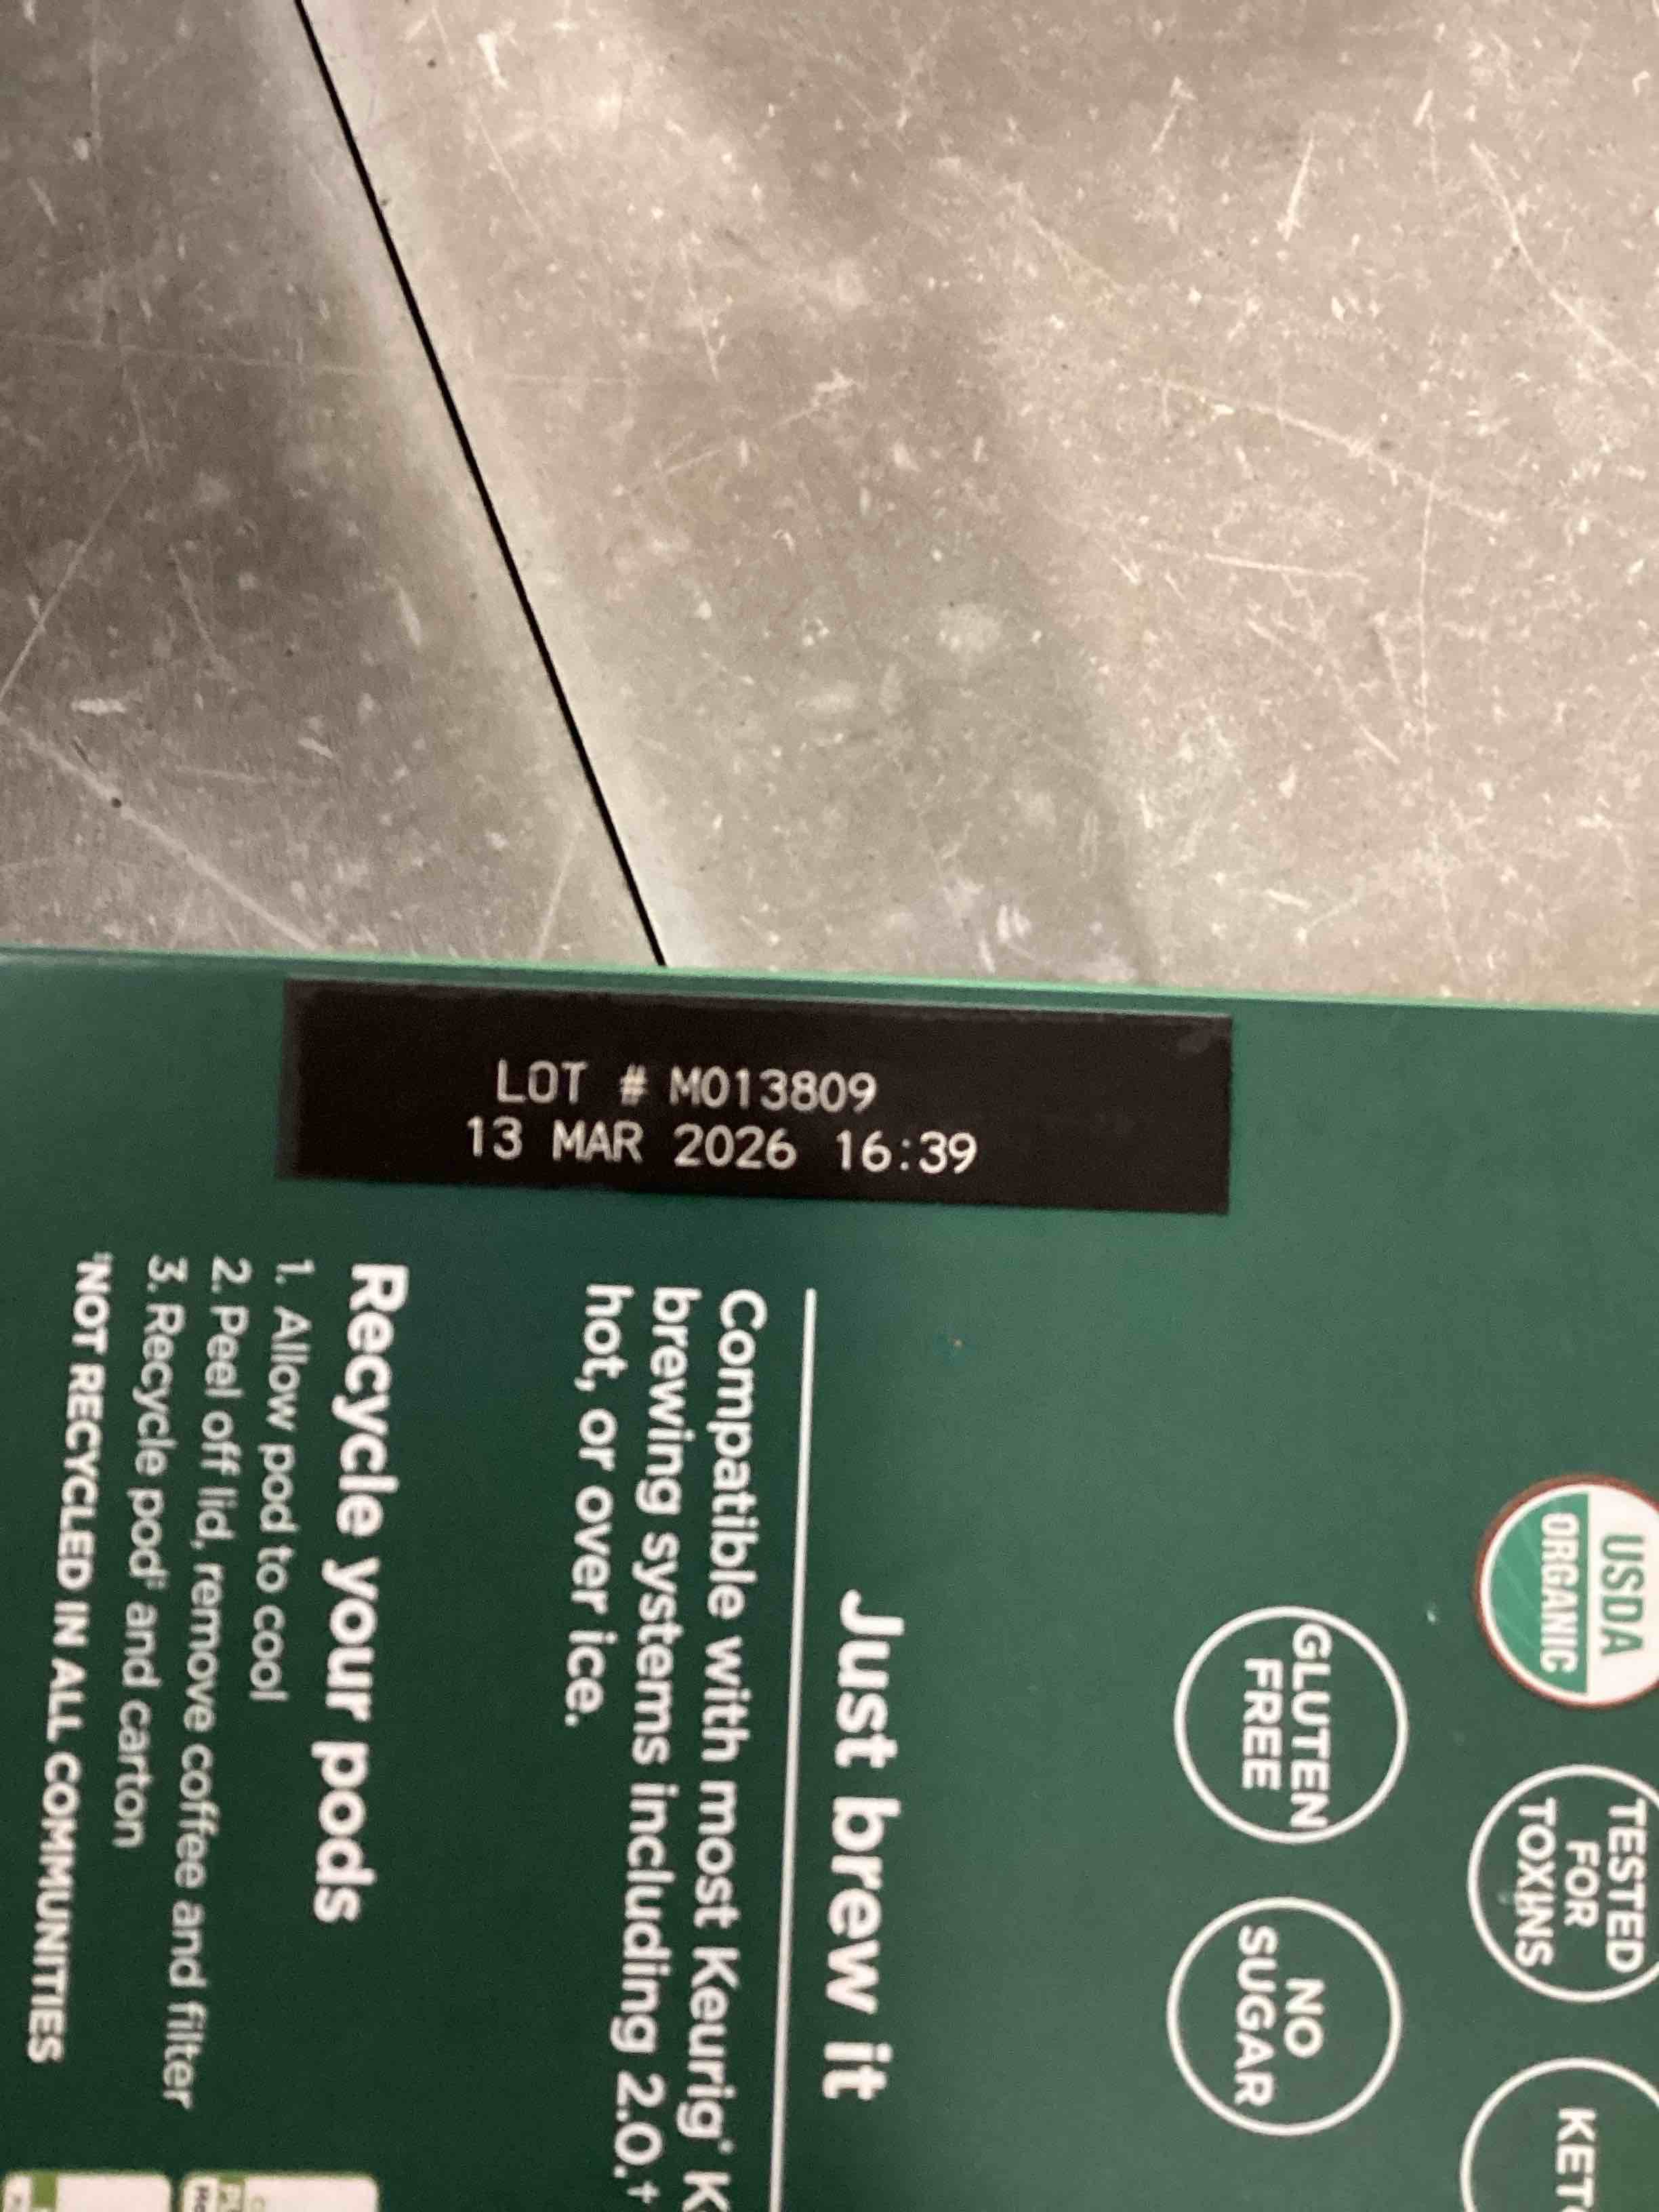 LOT # M013809
13 MAR 2026 16:39
USDA
ORGANIC
TESTED
FOR
TOXINS
GLUTEN
FREE
NO
SUGAR
Just brew it
Compatible with most Keurig® K
brewing systems including 2.0.†
hot, or over ice.
Recycle your pods
1. Allow pod to cool
2. Peel off lid, remove coffee and filter
3. Recycle pod‡ and carton
‡NOT RECYCLED IN ALL COMMUNITIES